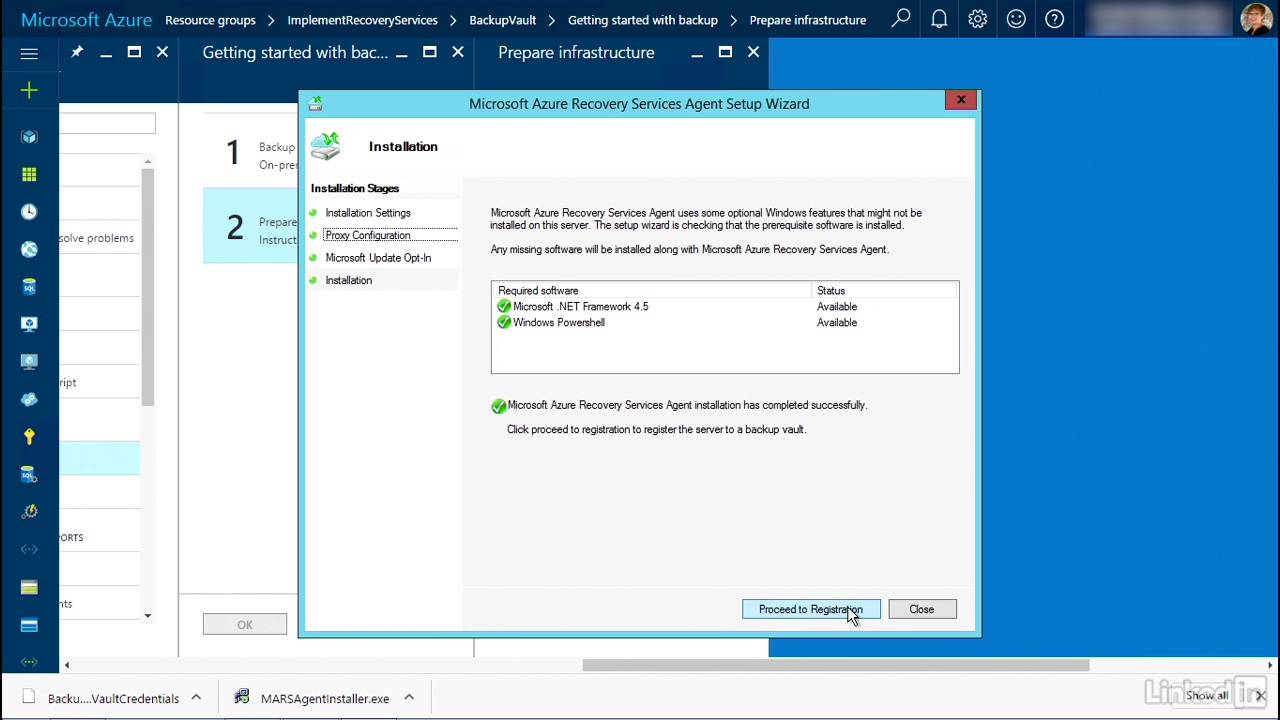 Microsoft Azure
Resource groups > ImplementRecoveryServices > BackupVault > Getting started with backup > Prepare infrastructure
Getting started with bac...
Prepare infrastructure
Microsoft Azure Recovery Services Agent Setup Wizard
Installation
Installation Stages
Installation Settings
Proxy Configuration
Microsoft Update Opt-In
Installation
Microsoft Azure Recovery Services Agent uses some optional Windows features that might not be
installed on this server. The setup wizard is checking that the prerequisite software is installed.
Any missing software will be installed along with Microsoft Azure Recovery Services Agent.
Required software Status
Microsoft .NET Framework 4.5 Available
Windows Powershell Available
Microsoft Azure Recovery Services Agent installation has completed successfully.
Click proceed to registration to register the server to a backup vault.
Proceed to Registration
Close
1
Backup
On-prem
2
Prepare
Instructi
solve problems
SQL
ript
SQL
PORTS
nts
OK
Backu....VaultCredentials
MARSAgentInstaller.exe
Show all
Linked in